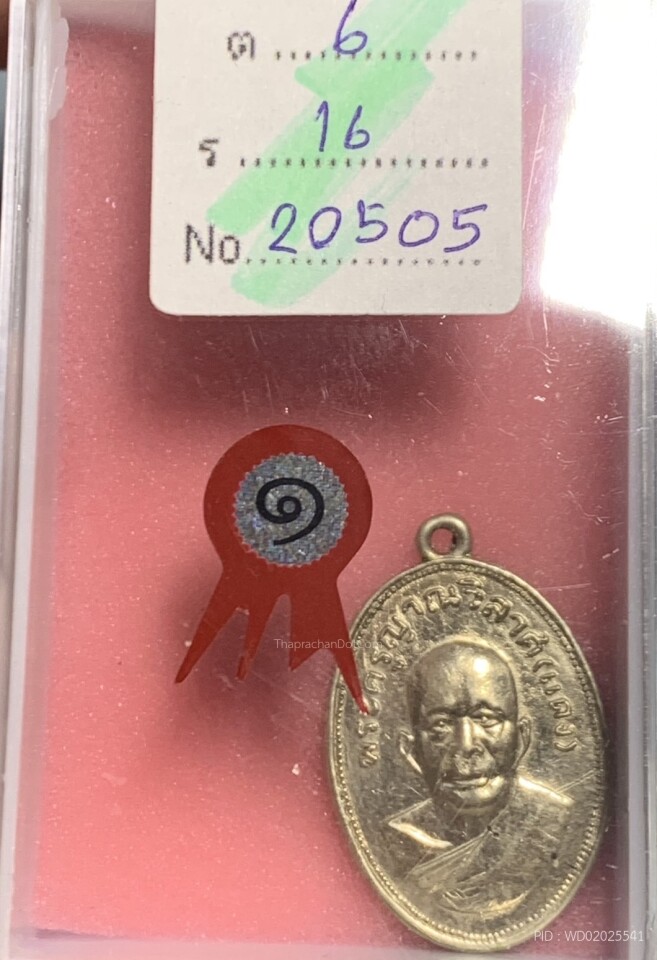 ต 6
ร 16
No 20505
๑
ThaprachanDotCom
พระครูญาณวิลาศ(แดง)
PID : WD02025541